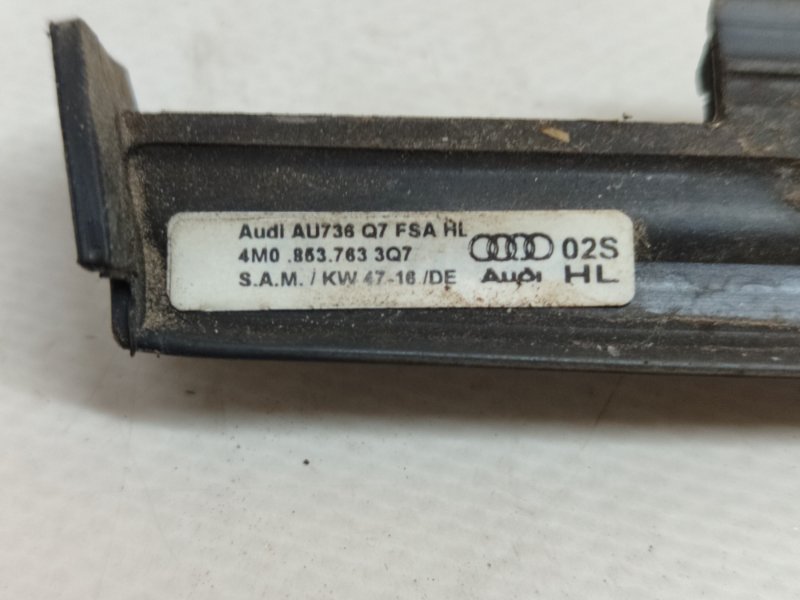 Audi AU736 Q7 FSA HL
4M0 .853.763 3Q7
S.A.M. / KW 47-16 /DE
Audi
02S
HL